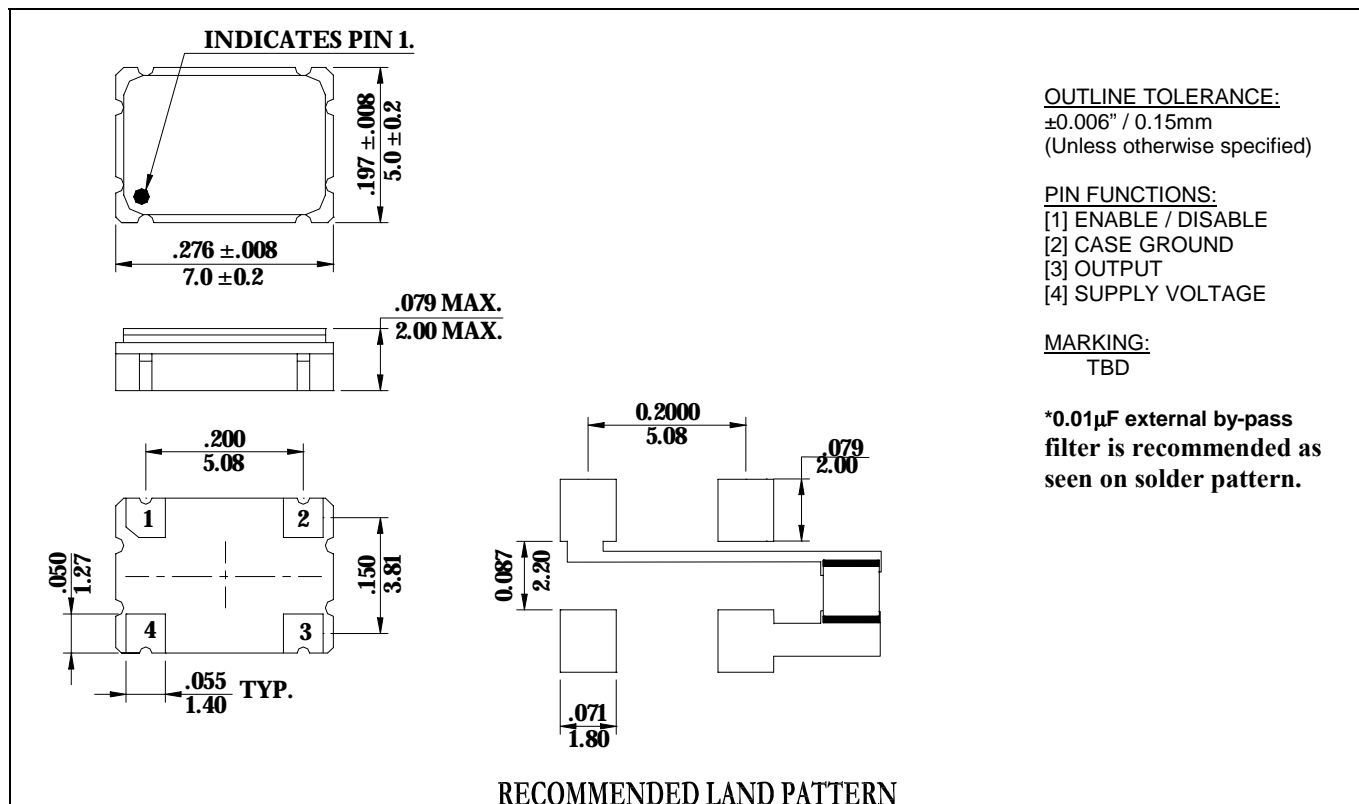 INDICATES PIN 1.
.197 ±.008
5.0 ±0.2
.276 ±.008
7.0 ±0.2
.079 MAX.
2.00 MAX.
.200
5.08
1
2
.050
1.27
.150
3.81
4
3
.055
1.40
TYP.
0.2000
5.08
.079
2.00
0.087
2.20
.071
1.80
RECOMMENDED LAND PATTERN
OUTLINE TOLERANCE:
±0.006” / 0.15mm
(Unless otherwise specified)
PIN FUNCTIONS:
[1] ENABLE / DISABLE
[2] CASE GROUND
[3] OUTPUT
[4] SUPPLY VOLTAGE
MARKING:
TBD
*0.01µF external by-pass
filter is recommended as
seen on solder pattern.